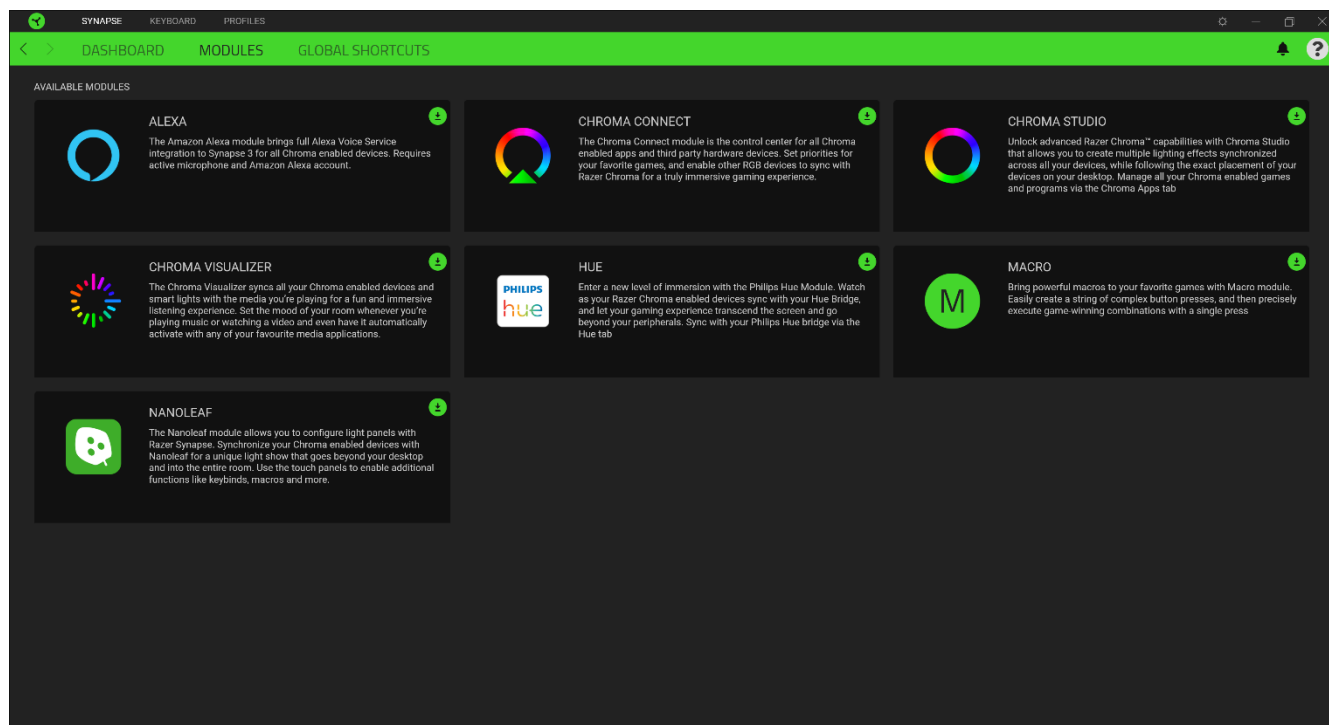 SYNAPSE KEYBOARD PROFILES
DASHBOARD MODULES GLOBAL SHORTCUTS
?
AVAILABLE MODULES
ALEXA
The Amazon Alexa module brings full Alexa Voice Service
integration to Synapse 3 for all Chroma enabled devices. Requires
active microphone and Amazon Alexa account.
CHROMA CONNECT
The Chroma Connect module is the control center for all Chroma
enabled apps and third party hardware devices. Set priorities for
your favorite games, and enable other RGB devices to sync with
Razer Chroma for a truly immersive gaming experience.
CHROMA STUDIO
Unlock advanced Razer Chroma™ capabilities with Chroma Studio
that allows you to create multiple lighting effects synchronized
across all your devices, while following the exact placement of your
devices on your desktop. Manage all your Chroma enabled games
and programs via the Chroma Apps tab
CHROMA VISUALIZER
The Chroma Visualizer syncs all your Chroma enabled devices and
smart lights with the media you're playing for a fun and immersive
listening experience. Set the mood of your room whenever you're
playing music or watching a video and even have it automatically
activate with any of your favourite media applications.
PHILIPS
hue
HUE
Enter a new level of immersion with the Philips Hue Module. Watch
as your Razer Chroma enabled devices sync with your Hue Bridge,
and let your gaming experience transcend the screen and go
beyond your peripherals. Sync with your Philips Hue bridge via the
Hue tab
M
MACRO
Bring powerful macros to your favorite games with Macro module.
Easily create a string of complex button presses, and then precisely
execute game-winning combinations with a single press
NANOLEAF
The Nanoleaf module allows you to configure light panels with
Razer Synapse. Synchronize your Chroma enabled devices with
Nanoleaf for a unique light show that goes beyond your desktop
and into the entire room. Use the touch panels to enable additional
functions like keybinds, macros and more.